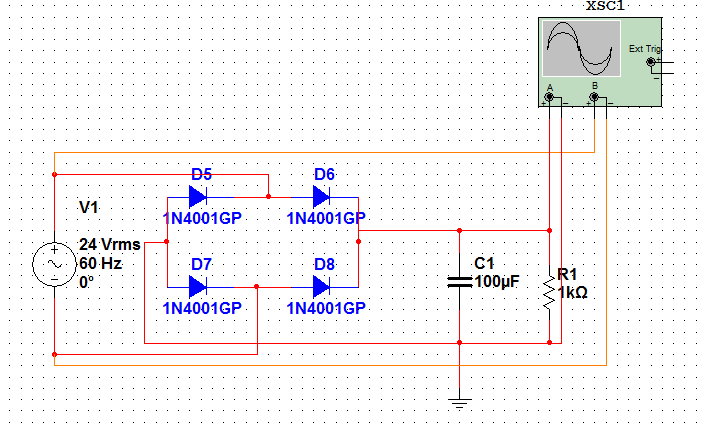 xsc1
Ext Trig
+
−
A
B
+ − + −
D5 D6
1N4001GP 1N4001GP
V1
+
24 Vrms
60 Hz
0°
−
D7 D8
1N4001GP 1N4001GP
C1
100µF
R1
1kΩ